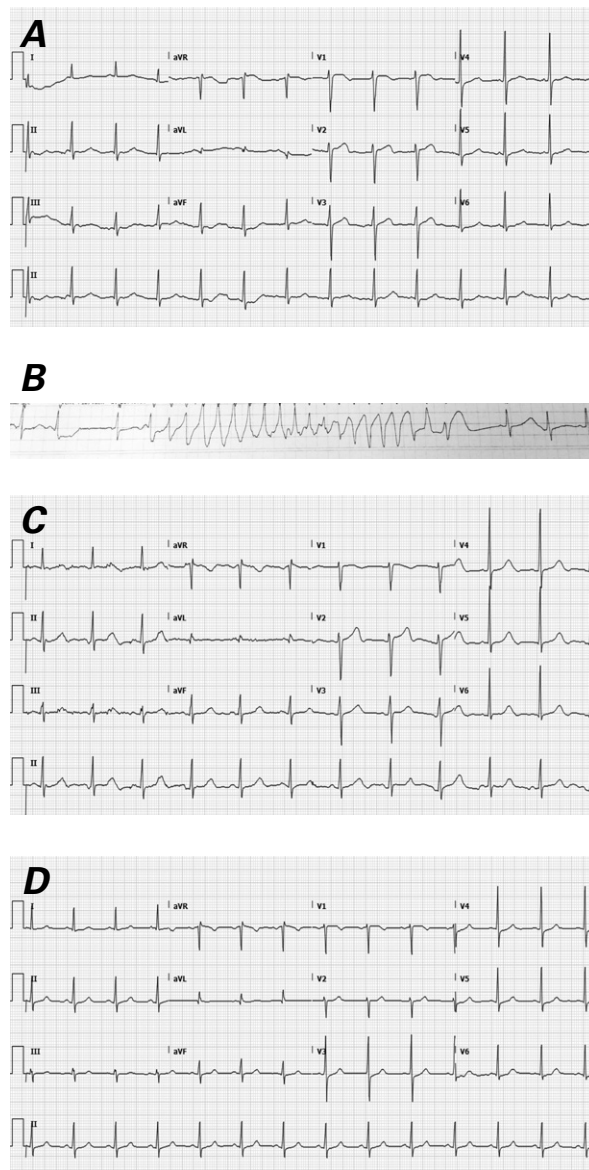 A
I aVR V1 V4
II aVL V2 V5
III aVF V3 V6
II
B
C
I aVR V1 V4
II aVL V2 V5
III aVF V3 V6
II
D
I aVR V1 V4
II aVL V2 V5
III aVF V3 V6
II